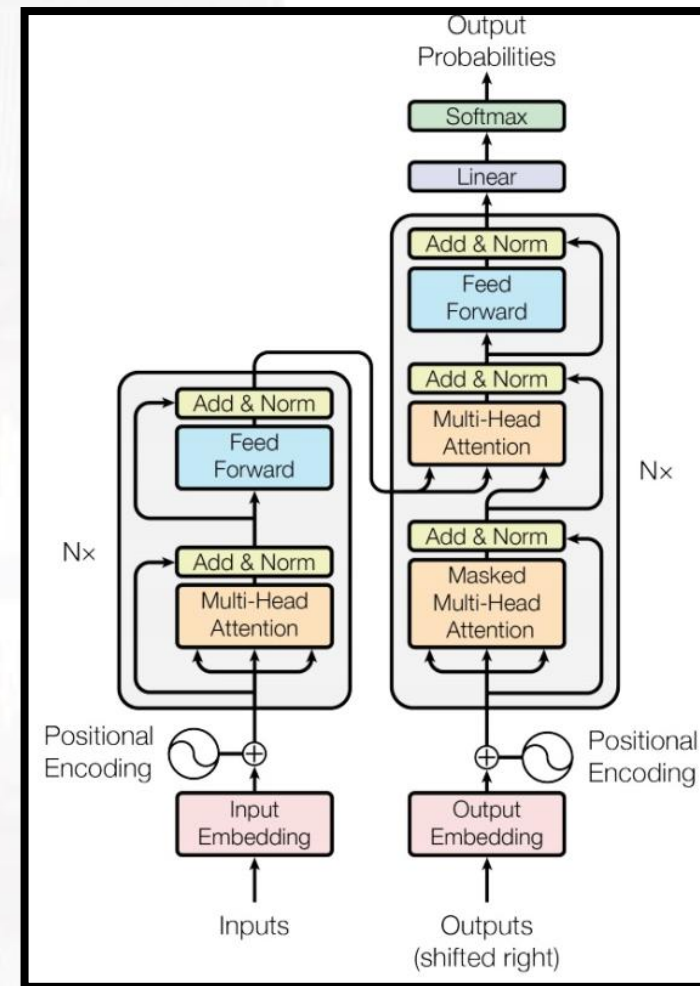 Output
Probabilities
Softmax
Linear
Add & Norm
Feed
Forward
Add & Norm
Multi-Head
Attention
Add & Norm
Masked
Multi-Head
Attention
Nx
Add & Norm
Feed
Forward
Add & Norm
Multi-Head
Attention
Nx
Positional
Encoding
Positional
Encoding
Input
Embedding
Output
Embedding
Inputs
Outputs
(shifted right)